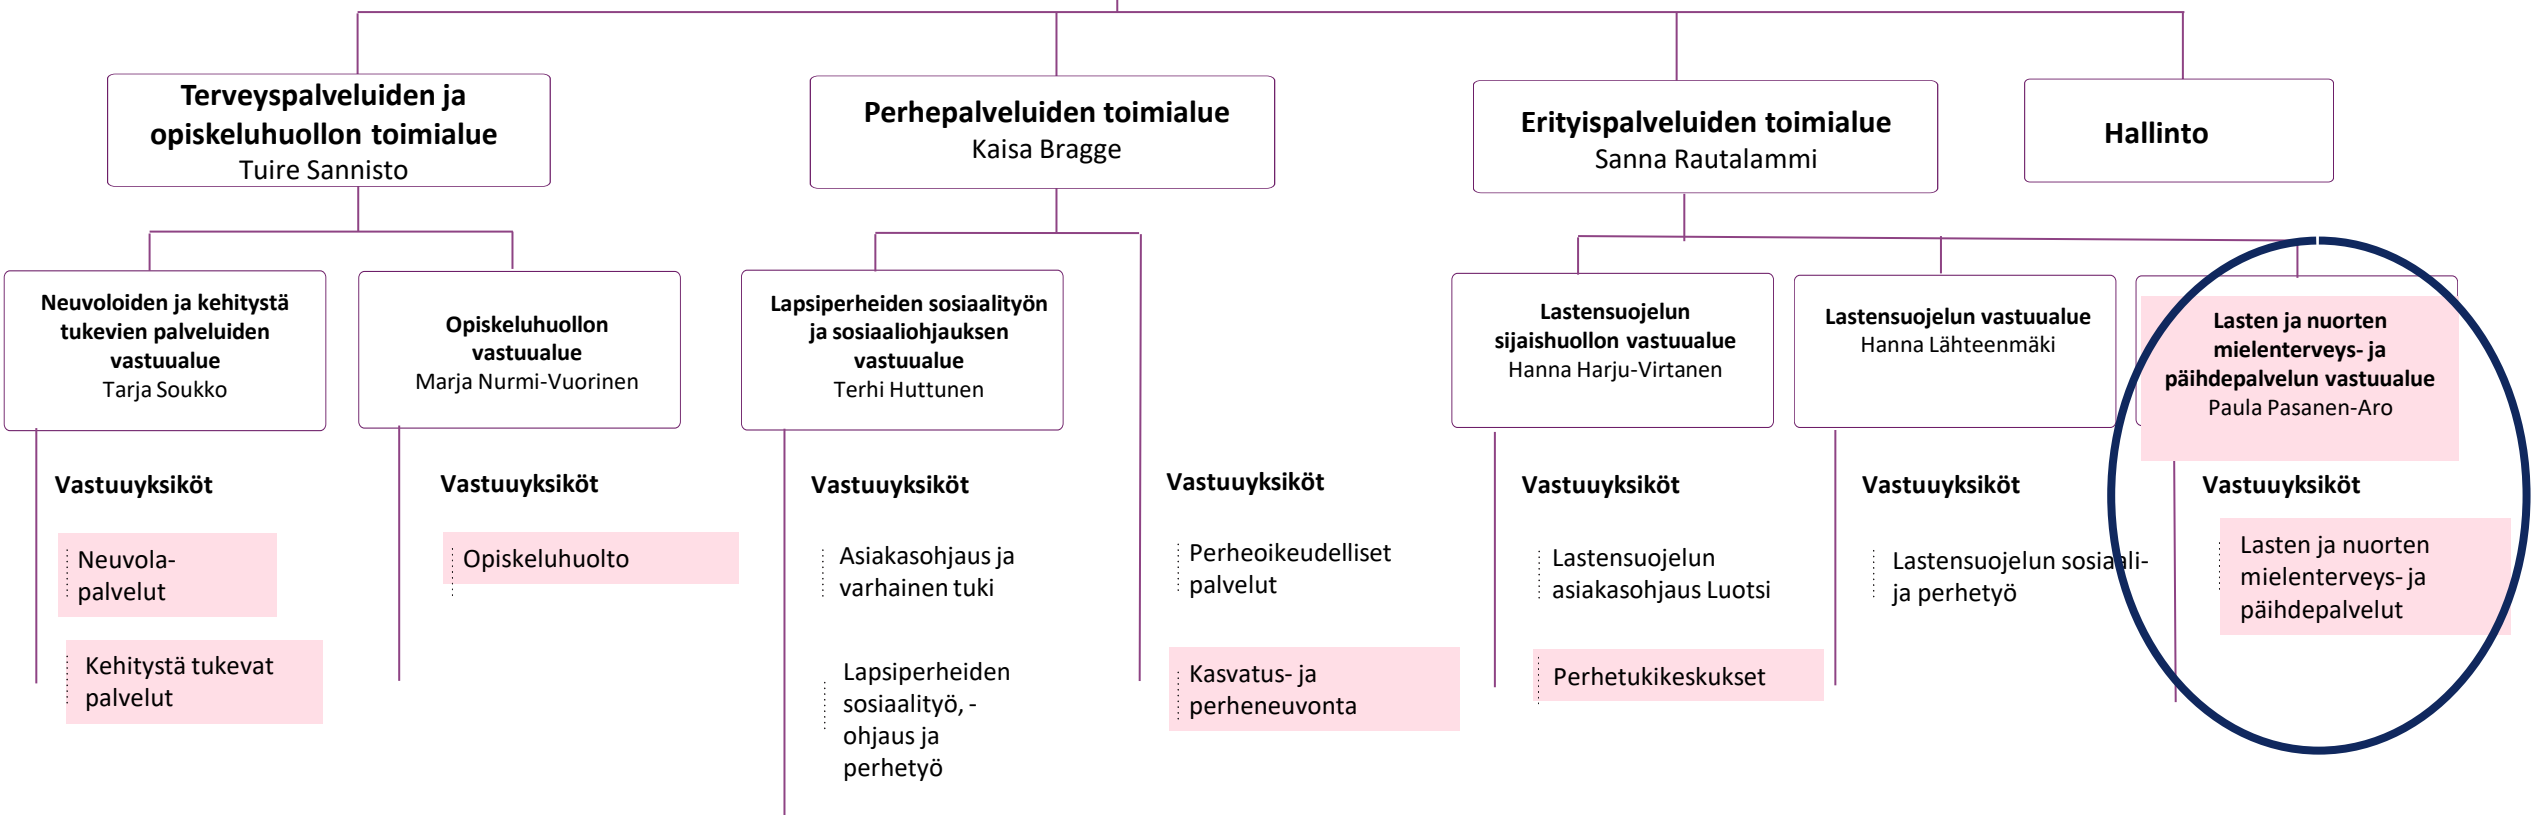 Terveyspalveluiden ja
opiskeluhuollon toimialue
Tuire Sannisto
Perhepalveluiden toimialue
Kaisa Bragge
Erityispalveluiden toimialue
Sanna Rautalammi
Hallinto
Neuvoloiden ja kehitystä
tukevien palveluiden
vastuualue
Tarja Soukko
Opiskeluhuollon
vastuualue
Marja Nurmi-Vuorinen
Lapsiperheiden sosiaalityön
ja sosiaaliohjauksen
vastuualue
Terhi Huttunen
Lastensuojelun
sijaishuollon vastuualue
Hanna Harju-Virtanen
Lastensuojelun vastuualue
Hanna Lähteenmäki
Lasten ja nuorten
mielenterveys- ja
päihdepalvelun vastuualue
Paula Pasanen-Aro
Vastuuyksiköt
Neuvola-
palvelut
Kehitystä tukevat
palvelut
Vastuuyksiköt
Opiskeluhuolto
Vastuuyksiköt
Asiakasohjaus ja
varhainen tuki
Lapsiperheiden
sosiaalityö, -
ohjaus ja
perhetyö
Vastuuyksiköt
Perheoikeudelliset
palvelut
Kasvatus- ja
perheneuvonta
Vastuuyksiköt
Lastensuojelun
asiakasohjaus Luotsi
Perhetukikeskukset
Vastuuyksiköt
Lastensuojelun sosiaali-
ja perhetyö
Vastuuyksiköt
Lasten ja nuorten
mielenterveys- ja
päihdepalvelut